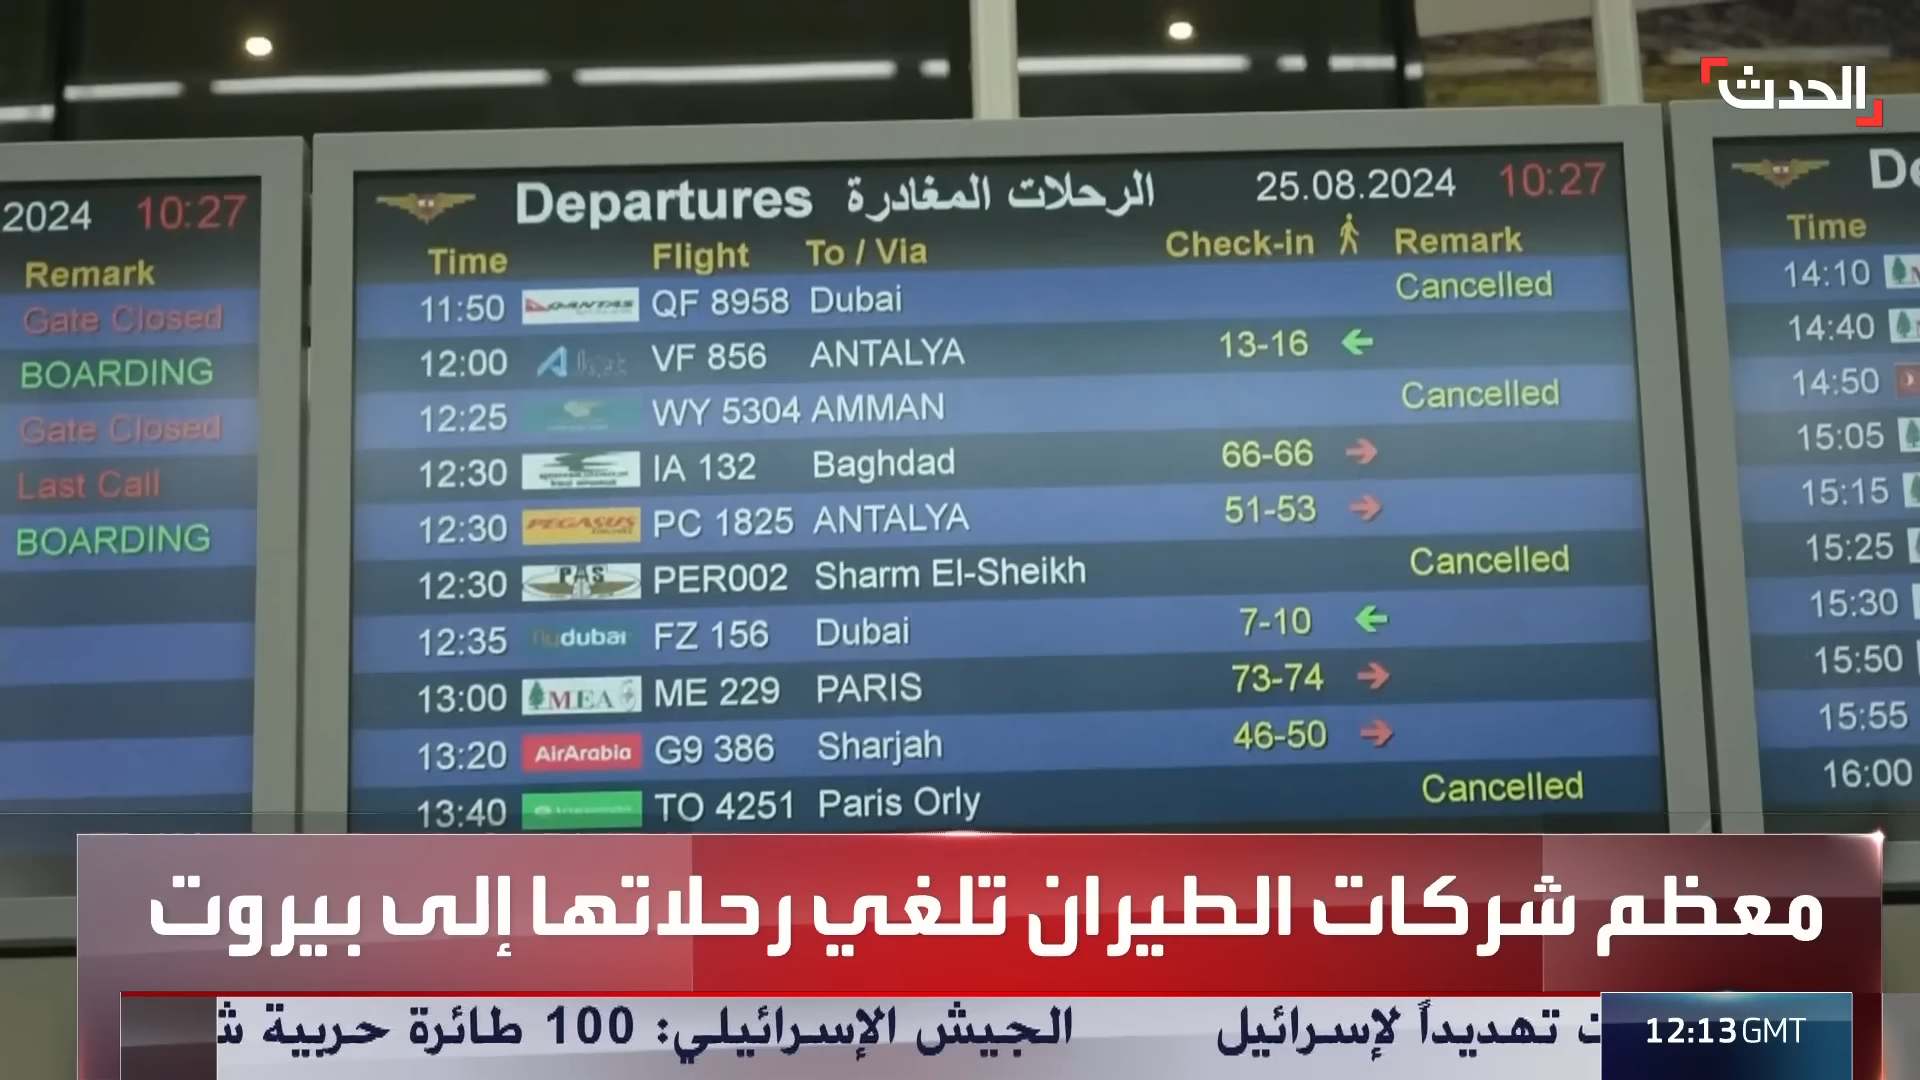 الحدث
2024 10:27
Remark
Gate Closed
BOARDING
Gate Closed
Last Call
BOARDING
Departures الرحلات المغادرة 25.08.2024 10:27
Time Flight To / Via Check-in Remark
11:50 QANTAS QF 8958 Dubai Cancelled
12:00 VF 856 ANTALYA 13-16
12:25 WY 5304 AMMAN Cancelled
12:30 IA 132 Baghdad 66-66
12:30 PEGASUS PC 1825 ANTALYA 51-53
12:30 PAS PER002 Sharm El-Sheikh Cancelled
12:35 flydubai FZ 156 Dubai 7-10
13:00 MEA ME 229 PARIS 73-74
13:20 AirArabia G9 386 Sharjah 46-50
13:40 TO 4251 Paris Orly Cancelled
De
Time
14:10
14:40
14:50
15:05
15:15
15:25
15:30
15:50
15:55
16:00
معظم شركات الطيران تلغي رحلاتها إلى بيروت
ت تهديداً لإسرائيل الجيش الإسرائيلي: 100 طائرة حربية ش
12:13 GMT